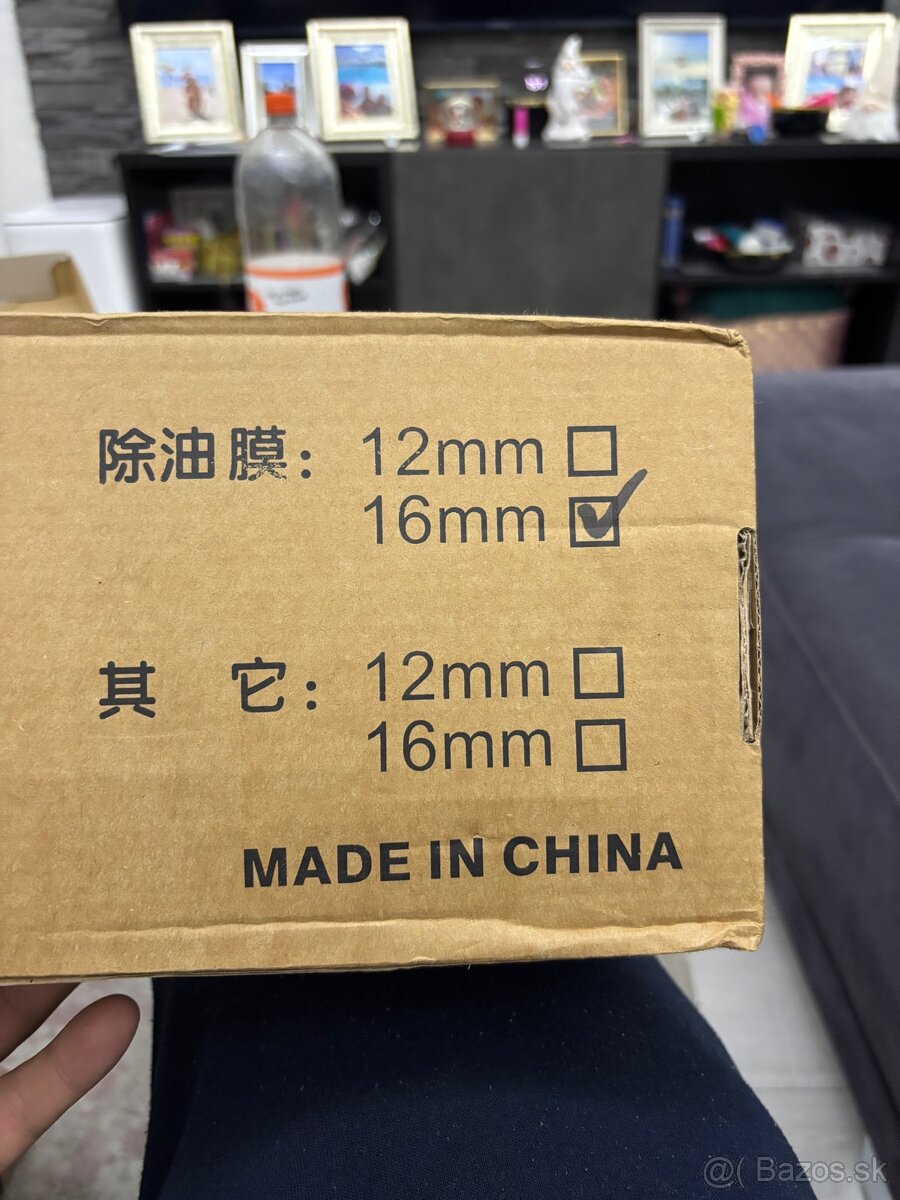 除油膜: 12mm
16mm
其它: 12mm
16mm
MADE IN CHINA
@( Bazos.sk